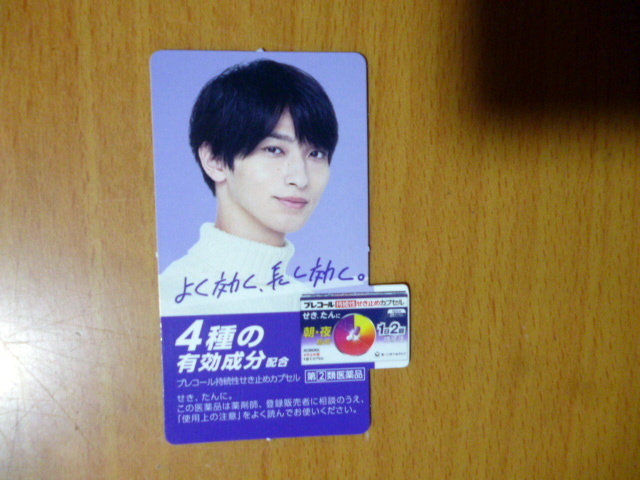 よく効く、長く効く。
プレコール 持続性せき止めカプセル
せき、たんに
朝・夜
1日2回
4種の
有効成分配合
プレコール持続性せき止めカプセル 第②類医薬品
せき、たんに。
この医薬品は薬剤師、登録販売者に相談のうえ、
「使用上の注意」をよく読んでお使いください。